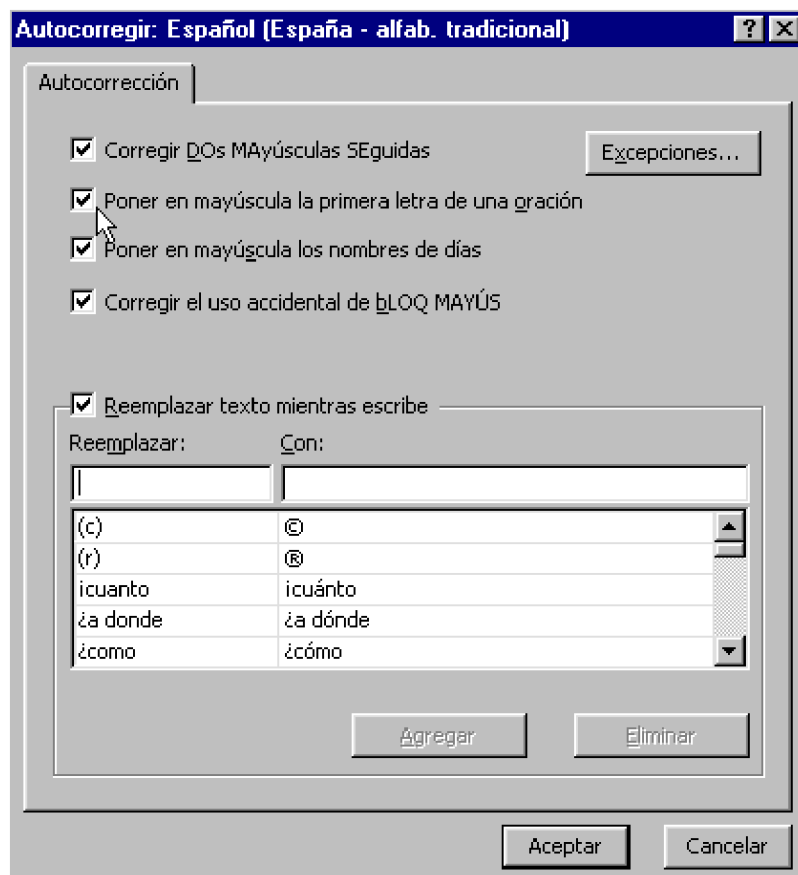 Autocorregir: Español (España - alfab. tradicional)
Autocorrección
Corregir DOs MAyúsculas SEguidas
Excepciones...
Poner en mayúscula la primera letra de una oración
Poner en mayúscula los nombres de días
Corregir el uso accidental de bLOQ MAYÚS
Reemplazar texto mientras escribe
Reemplazar: Con:
(c) ©
(r) ®
¡cuanto ¡cuánto
¿a donde ¿a dónde
¿como ¿cómo
Agregar Eliminar
Aceptar Cancelar